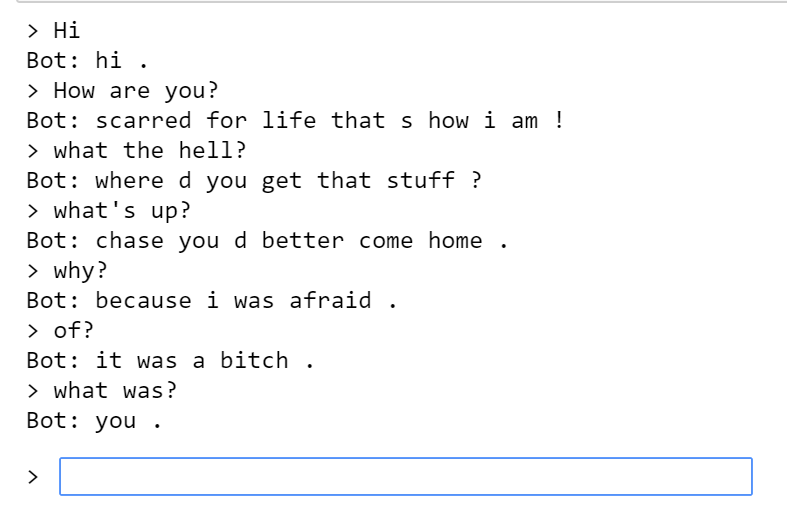 > Hi
Bot: hi .
> How are you?
Bot: scarred for life that s how i am !
> what the hell?
Bot: where d you get that stuff ?
> what's up?
Bot: chase you d better come home .
> why?
Bot: because i was afraid .
> of?
Bot: it was a bitch .
> what was?
Bot: you .
>